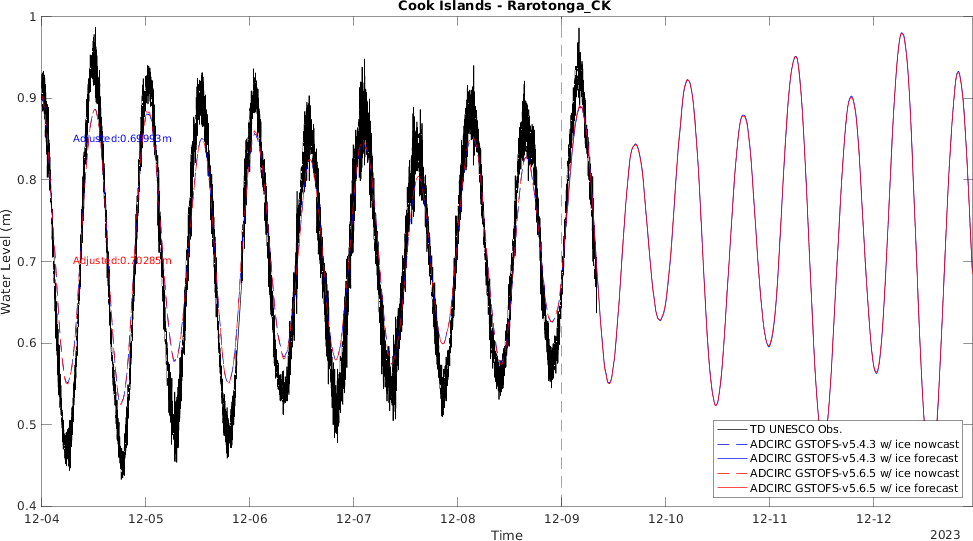 Cook Islands - Rarotonga_CK
1
0.9
0.8
0.7
0.6
0.5
0.4
Water Level (m)
Adjusted:0.69993m
Adjusted:0.70285m
TD UNESCO Obs.
ADCIRC GSTOFS-v5.4.3 w/ ice nowcast
ADCIRC GSTOFS-v5.4.3 w/ ice forecast
ADCIRC GSTOFS-v5.6.5 w/ ice nowcast
ADCIRC GSTOFS-v5.6.5 w/ ice forecast
12-04 12-05 12-06 12-07 12-08 12-09 12-10 12-11 12-12
Time
2023